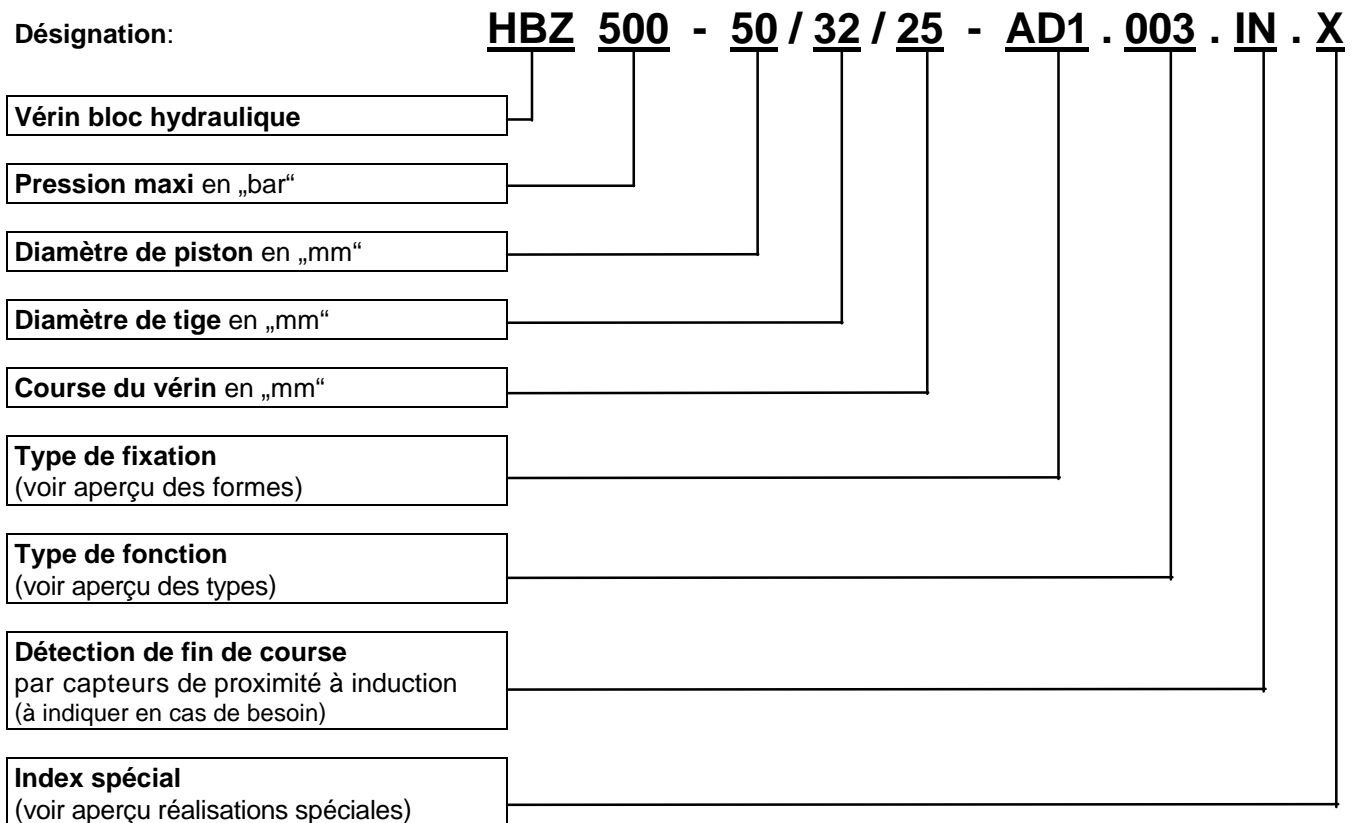 Désignation: HBZ 500 - 50 / 32 / 25 - AD1 . 003 . IN . X
Vérin bloc hydraulique
Pression maxi en „bar“
Diamètre de piston en „mm“
Diamètre de tige en „mm“
Course du vérin en „mm“
Type de fixation
(voir aperçu des formes)
Type de fonction
(voir aperçu des types)
Détection de fin de course
par capteurs de proximité à induction
(à indiquer en cas de besoin)
Index spécial
(voir aperçu réalisations spéciales)